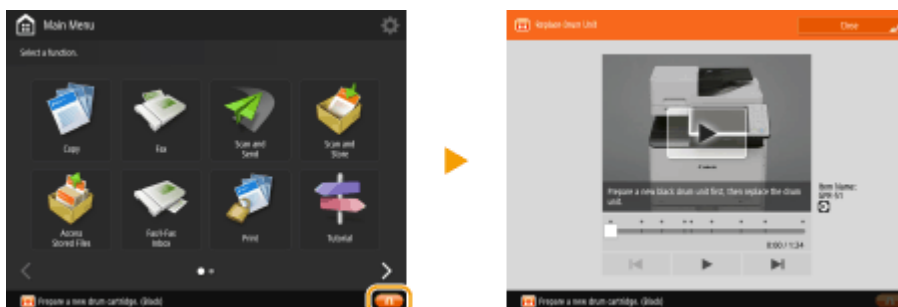 Main Menu
Select a function.
Copy
Fax
Scan and
Send
Scan and
Store
Access
Stored Files
Fax/I-Fax
Inbox
Print
Tutorial
Prepare a new drum cartridge. (Black)
Replace Drum Unit
Close
Canon
Prepare a new black drum unit first, then replace the drum
unit.
Item Name:
0:00 / 1:34
Prepare a new drum cartridge. (Black)